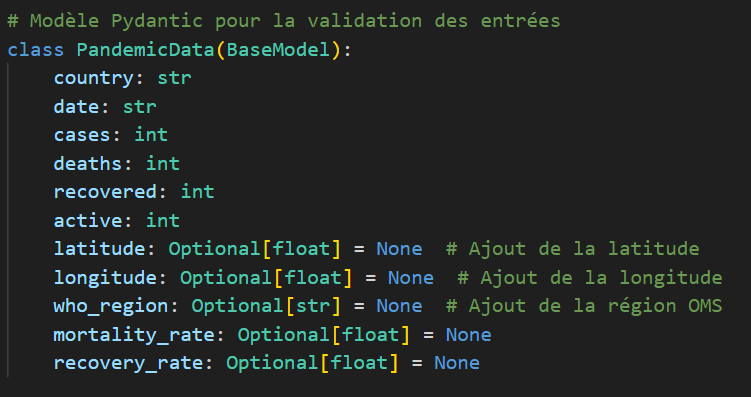 # Modèle Pydantic pour la validation des entrées
class PandemicData(BaseModel):
    country: str
    date: str
    cases: int
    deaths: int
    recovered: int
    active: int
    latitude: Optional[float] = None  # Ajout de la latitude
    longitude: Optional[float] = None  # Ajout de la longitude
    who_region: Optional[str] = None  # Ajout de la région OMS
    mortality_rate: Optional[float] = None
    recovery_rate: Optional[float] = None